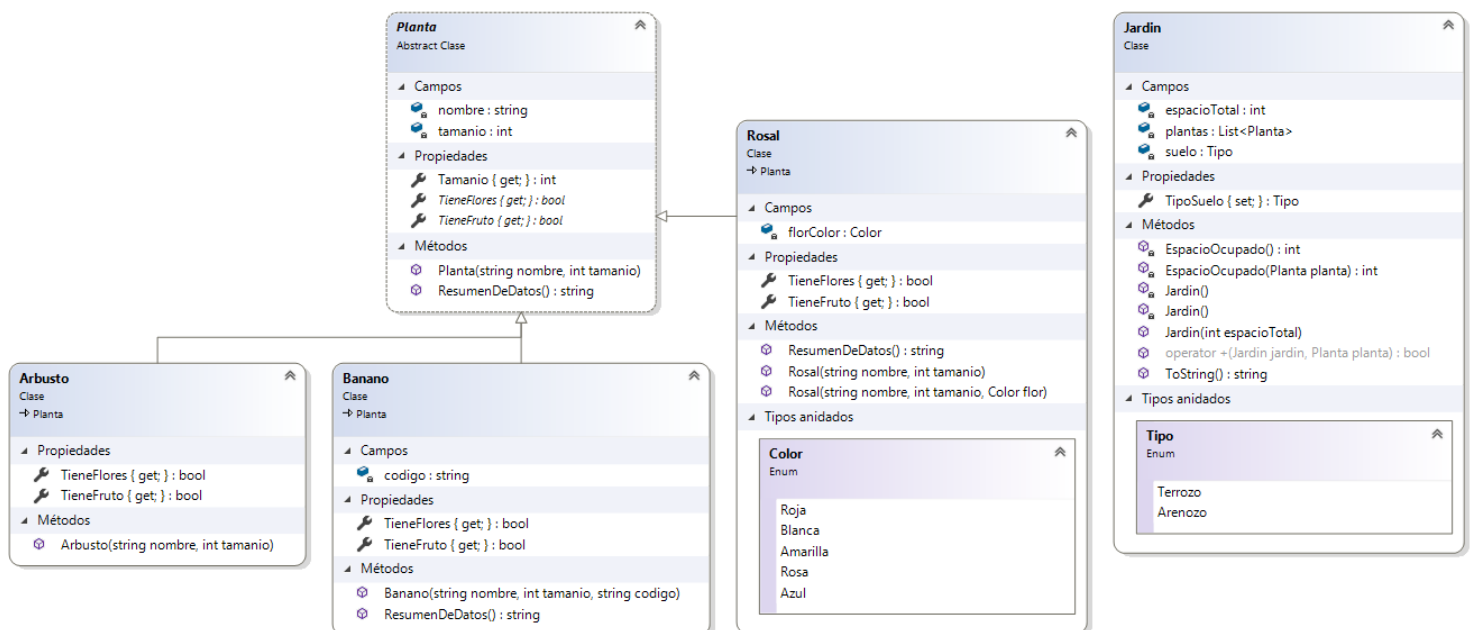 Planta
Abstract Clase
Campos
nombre : string
tamanio : int
Propiedades
Tamanio { get; } : int
TieneFlores { get; } : bool
TieneFruto { get; } : bool
Métodos
Planta(string nombre, int tamanio)
ResumenDeDatos() : string
Arbusto
Clase
Planta
Propiedades
TieneFlores { get; } : bool
TieneFruto { get; } : bool
Métodos
Arbusto(string nombre, int tamanio)
Banano
Clase
Planta
Campos
codigo : string
Propiedades
TieneFlores { get; } : bool
TieneFruto { get; } : bool
Métodos
Banano(string nombre, int tamanio, string codigo)
ResumenDeDatos() : string
Rosal
Clase
Planta
Campos
florColor : Color
Propiedades
TieneFlores { get; } : bool
TieneFruto { get; } : bool
Métodos
ResumenDeDatos() : string
Rosal(string nombre, int tamanio)
Rosal(string nombre, int tamanio, Color flor)
Tipos anidados
Color
Enum
Roja
Blanca
Amarilla
Rosa
Azul
Jardin
Clase
Campos
espacioTotal : int
plantas : List<Planta>
suelo : Tipo
Propiedades
TipoSuelo { set; } : Tipo
Métodos
EspacioOcupado() : int
EspacioOcupado(Planta planta) : int
Jardin()
Jardin()
Jardin(int espacioTotal)
operator +(Jardin jardin, Planta planta) : bool
ToString() : string
Tipos anidados
Tipo
Enum
Terrozo
Arenozo